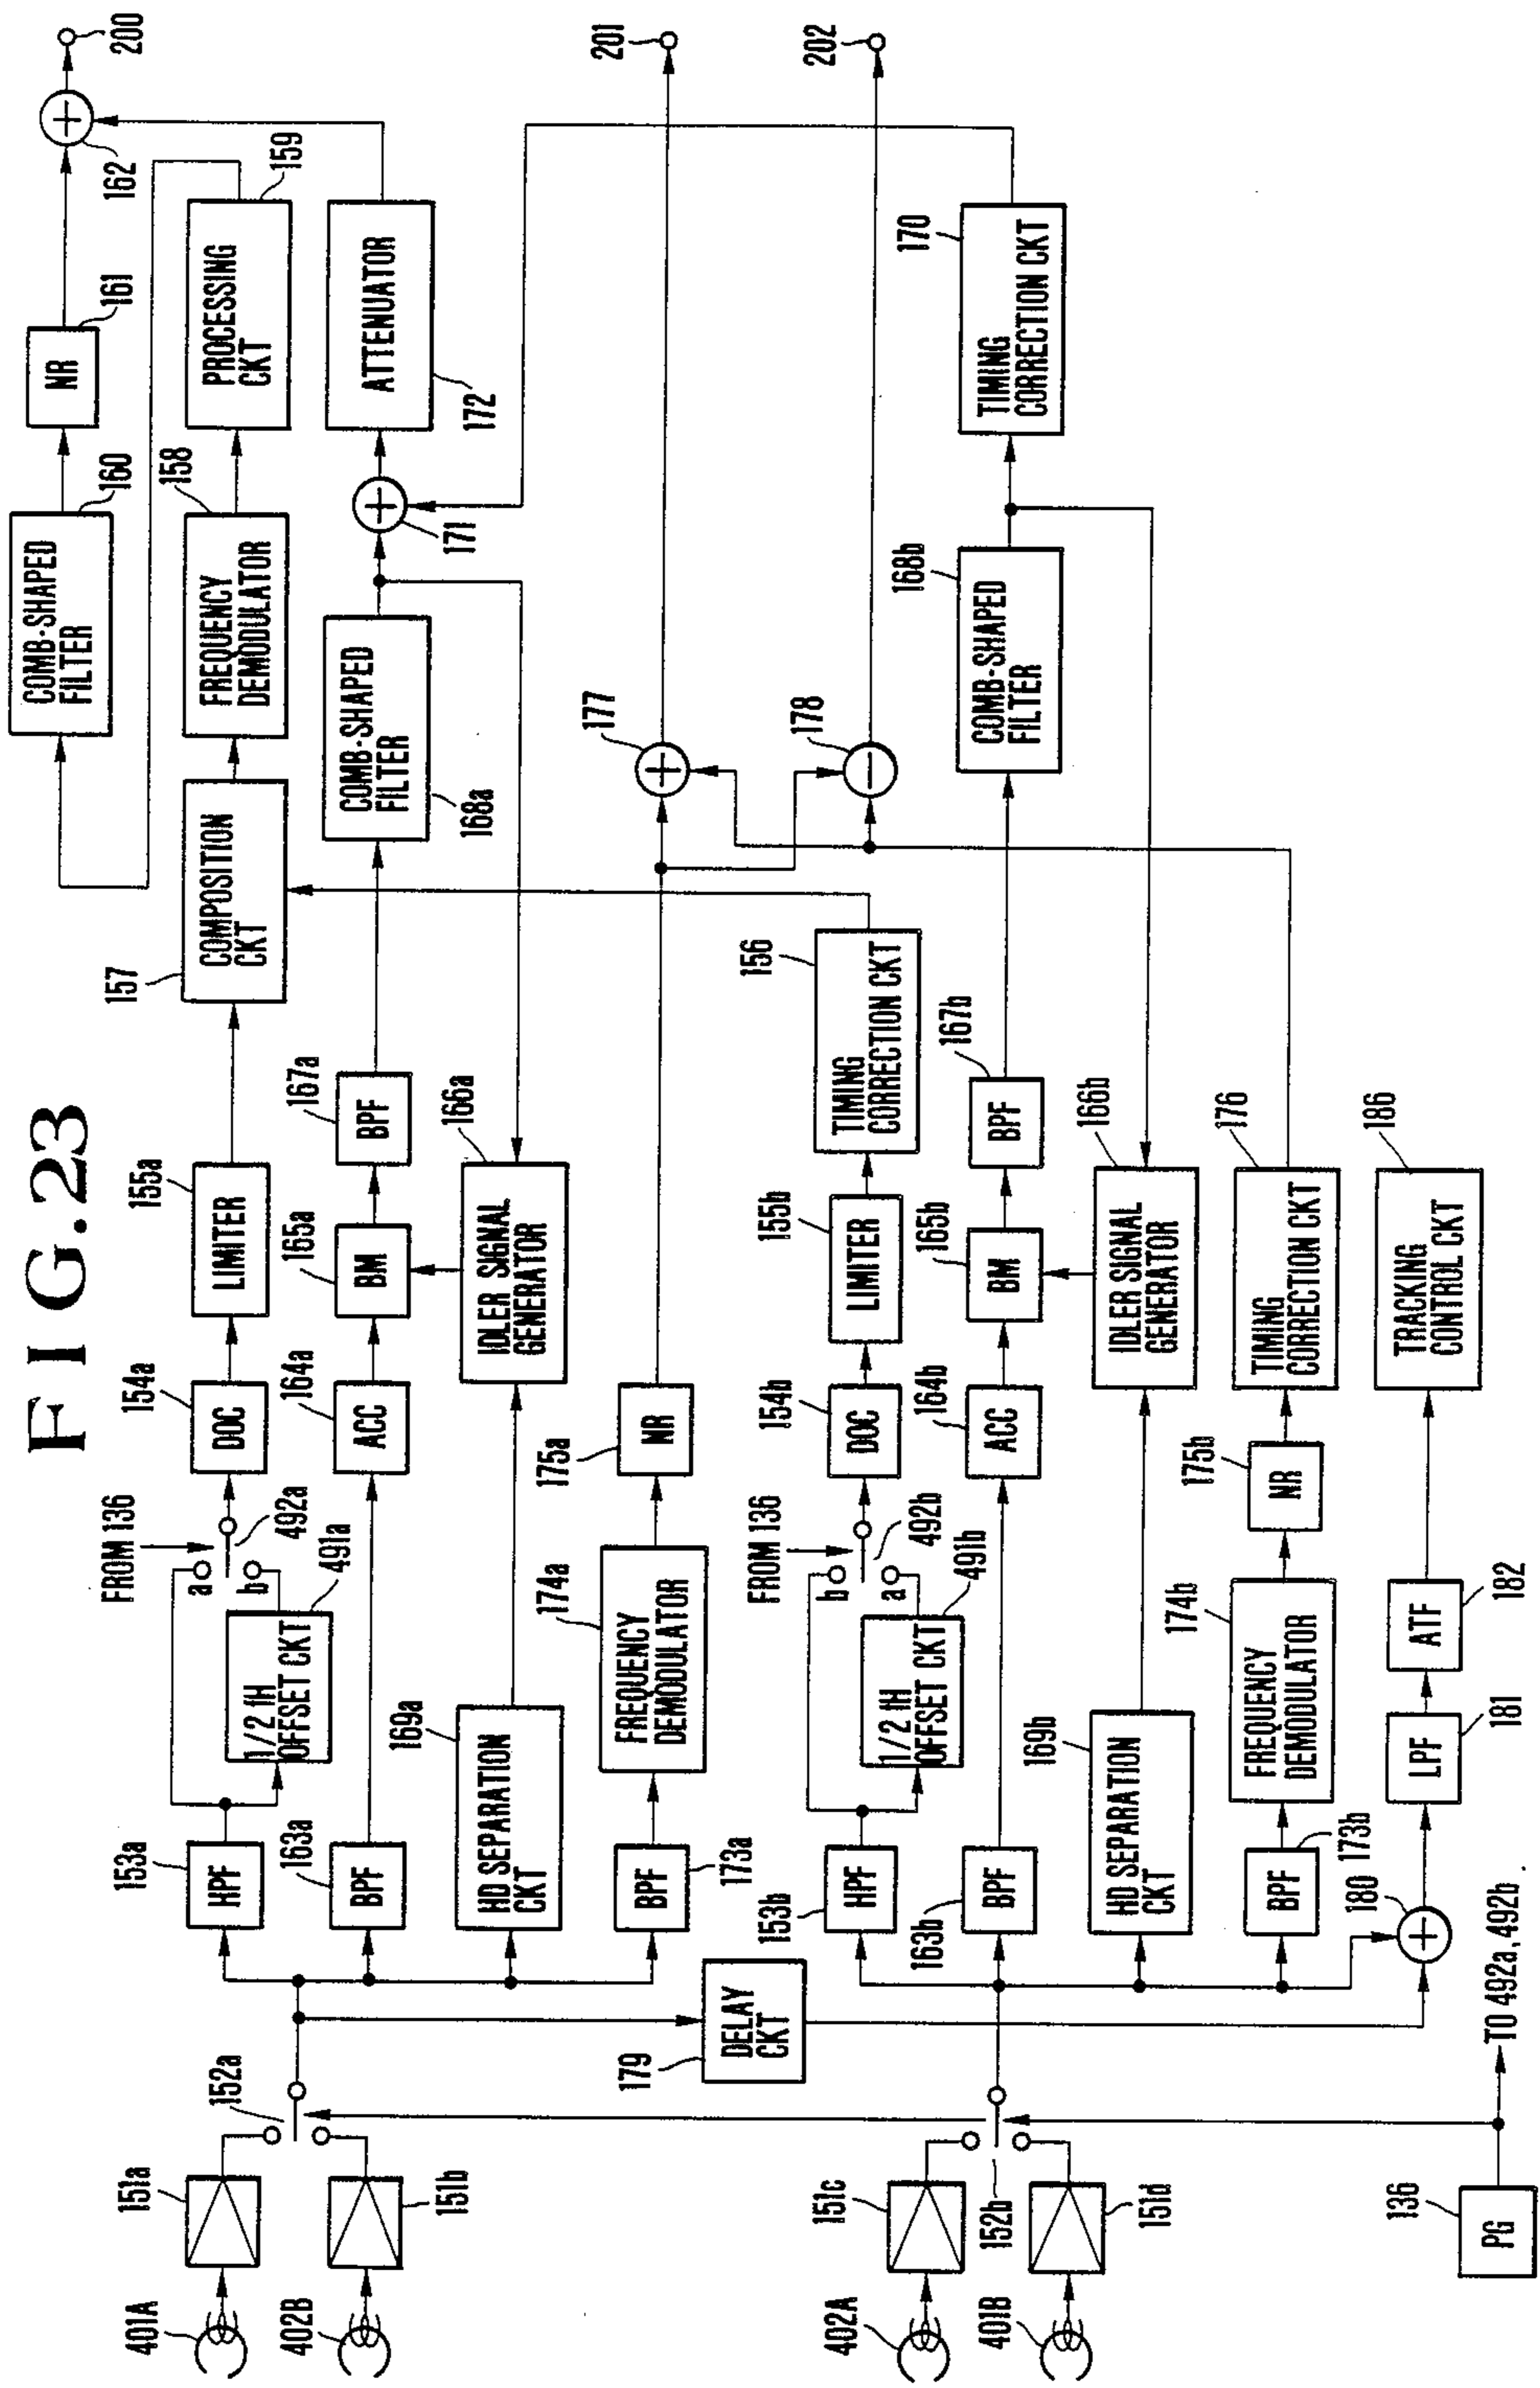 FIG.23
200
162
NR
161
COMB-SHAPED
FILTER
160
PROCESSING
CKT
159
FREQUENCY
DEMODULATOR
158
COMPOSITION
CKT
157
LIMITER
155a
DOC
154a
FROM 136
a
b
492a
1/2 fH
OFFSET CKT
491a
HPF
153a
ATTENUATOR
172
171
COMB-SHAPED
FILTER
168a
BPF
167a
BM
165a
ACC
164a
BPF
163a
IDLER SIGNAL
GENERATOR
166a
HD SEPARATION
CKT
169a
201
177
NR
175a
FREQUENCY
DEMODULATOR
174a
BPF
173a
DELAY
CKT
179
401A
151a
152a
402B
151b
202
178
TIMING
CORRECTION CKT
156
LIMITER
155b
DOC
154b
FROM 136
b
a
492b
1/2 fH
OFFSET CKT
491b
HPF
153b
TIMING
CORRECTION CKT
170
COMB-SHAPED
FILTER
168b
BPF
167b
BM
165b
ACC
164b
BPF
163b
IDLER SIGNAL
GENERATOR
166b
HD SEPARATION
CKT
169b
TIMING
CORRECTION CKT
176
NR
175b
FREQUENCY
DEMODULATOR
174b
BPF
173b
TRACKING
CONTROL CKT
186
ATF
182
LPF
181
180
402A
151c
152b
401B
151d
TO 492a, 492b
PG
136